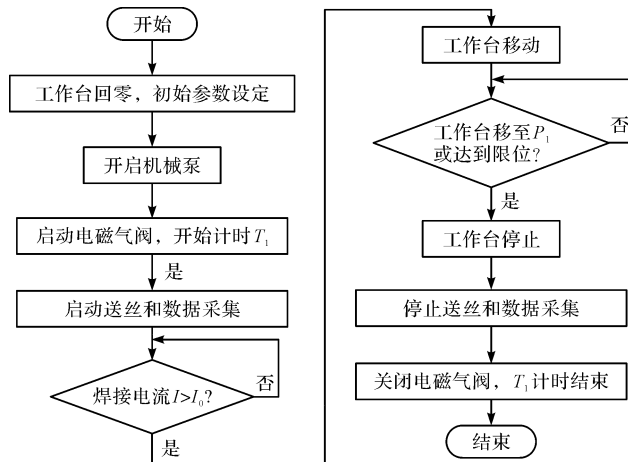 开始
工作台回零，初始参数设定
开启机械泵
启动电磁气阀，开始计时T₁
是
启动送丝和数据采集
焊接电流I>I₀?
否
是
工作台移动
工作台移至P₁
或达到限位?
否
是
工作台停止
停止送丝和数据采集
关闭电磁气阀，T₁计时结束
结束